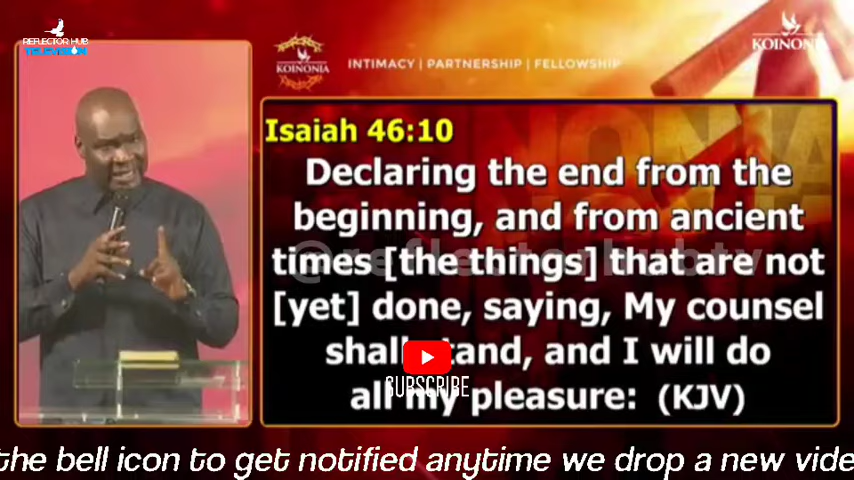 REFLECTOR HUB
TELEVISION
KOINONIA
INTIMACY | PARTNERSHIP | FELLOWSHIP
KOINONIA
Isaiah 46:10
Declaring the end from the
beginning, and from ancient
times [the things] that are not
[yet] done, saying, My counsel
shall stand, and I will do
all my pleasure: (KJV)
@reflectorhubtv
SUBSCRIBE
the bell icon to get notified anytime we drop a new vide